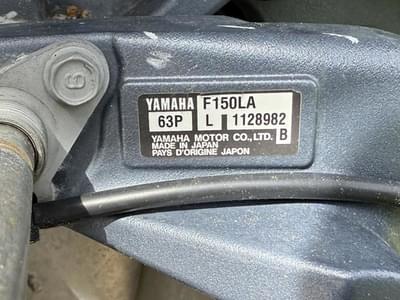 YAMAHA F150LA
63P L 1128982
YAMAHA MOTOR CO., LTD. B
MADE IN JAPAN
PAYS D'ORIGINE JAPON